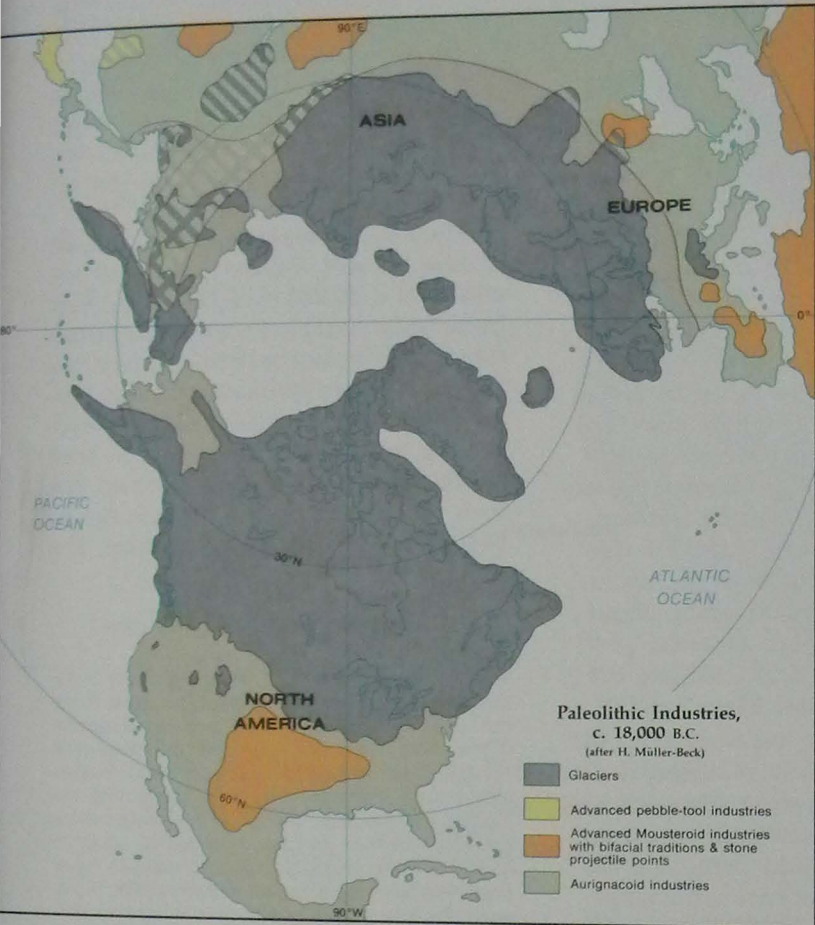 90°E
ASIA
EUROPE
80°
0°
PACIFIC
OCEAN
30°N
ATLANTIC
OCEAN
NORTH
AMERICA
60°N
90°W
Paleolithic Industries,
c. 18,000 B.C.
(after H. Müller-Beck)
Glaciers
Advanced pebble-tool industries
Advanced Mousteroid industries
with bifacial traditions & stone
projectile points
Aurignacoid industries